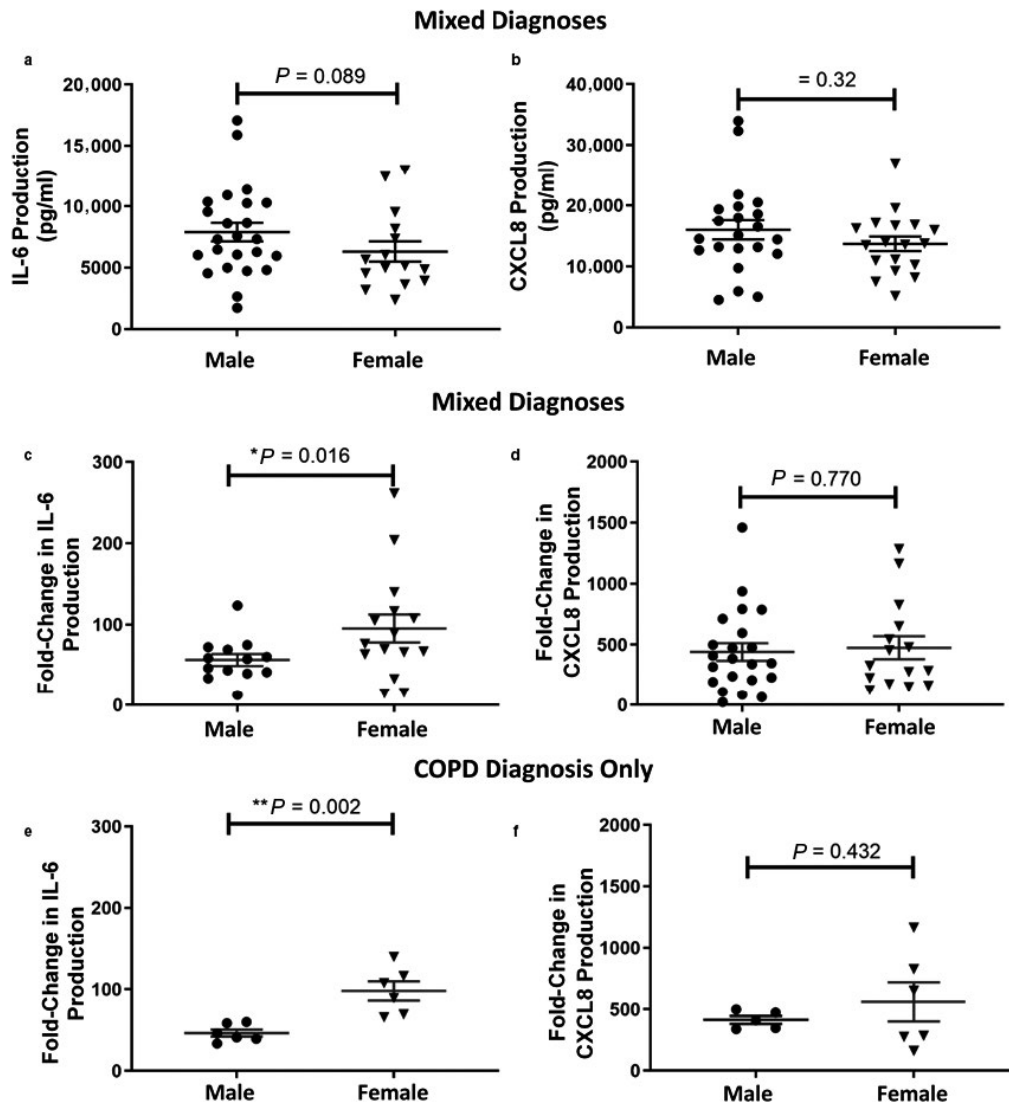 Mixed Diagnoses
a
P = 0.089
IL-6 Production
(pg/ml)
20,000
15,000
10,000
5000
0
Male
Female
b
= 0.32
CXCL8 Production
(pg/ml)
40,000
30,000
20,000
10,000
0
Male
Female
Mixed Diagnoses
c
*P = 0.016
Fold-Change in IL-6
Production
300
200
100
0
Male
Female
d
P = 0.770
Fold-Change in
CXCL8 Production
2000
1500
1000
500
0
Male
Female
COPD Diagnosis Only
e
**P = 0.002
Fold-Change in IL-6
Production
300
200
100
0
Male
Female
f
P = 0.432
Fold-Change in
CXCL8 Production
2000
1500
1000
500
0
Male
Female